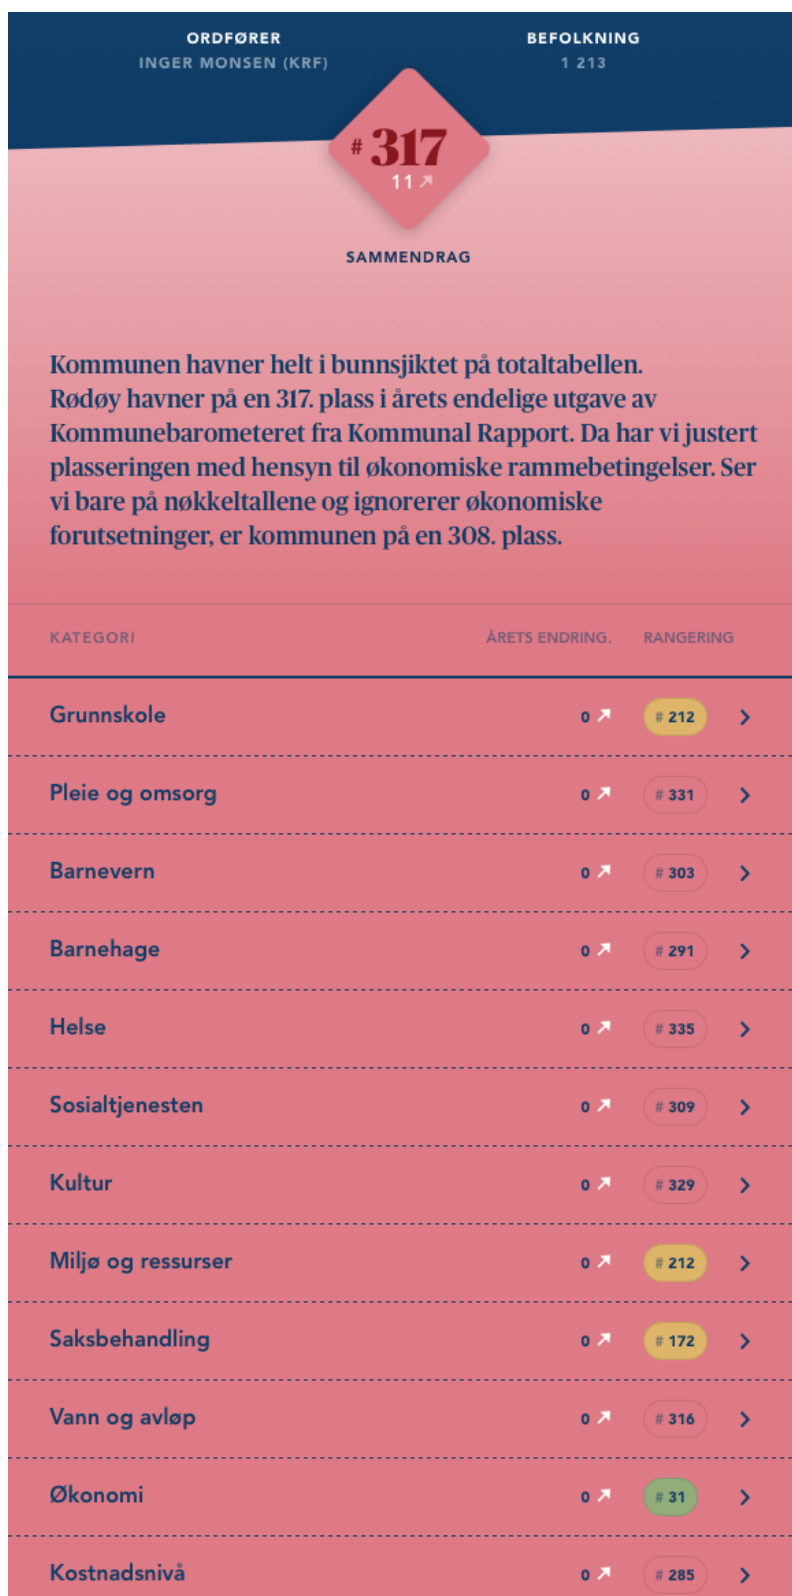 ORDFØRER BEFOLKNING
INGER MONSEN (KRF) 1 213
# 317
11
SAMMENDRAG
Kommunen havner helt i bunnsjiktet på totaltabellen.
Rødøy havner på en 317. plass i årets endelige utgave av
Kommunebarometeret fra Kommunal Rapport. Da har vi justert
plasseringen med hensyn til økonomiske rammebetingelser. Ser
vi bare på nøkkeltallene og ignorerer økonomiske
forutsetninger, er kommunen på en 308. plass.
KATEGORI ÅRETS ENDRING. RANGERING
Grunnskole 0 # 212
Pleie og omsorg 0 # 331
Barnevern 0 # 303
Barnehage 0 # 291
Helse 0 # 335
Sosialtjenesten 0 # 309
Kultur 0 # 329
Miljø og ressurser 0 # 212
Saksbehandling 0 # 172
Vann og avløp 0 # 316
Økonomi 0 # 31
Kostnadsnivå 0 # 285